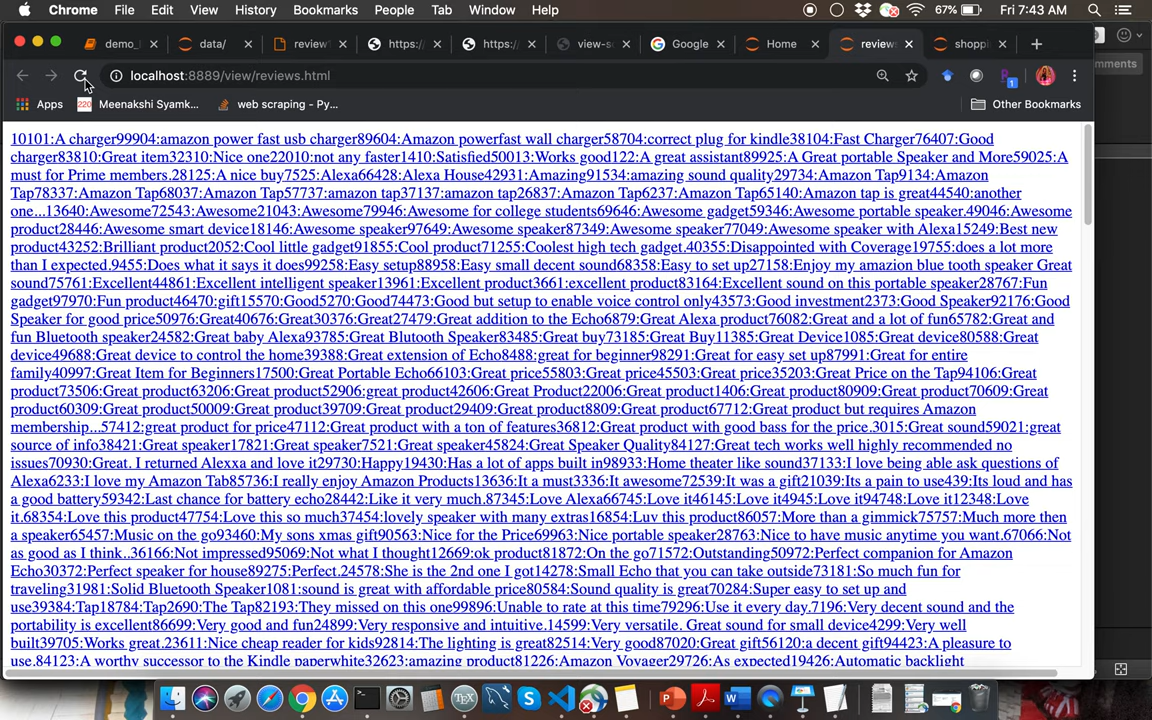 Chrome File Edit View History Bookmarks People Tab Window Help 67% Fri 7:43 AM
demo_ data/ review https:/ https:/ view-s Google Home review shoppi
localhost:8889/view/reviews.html
Apps 220 Meenakshi Syamk... web scraping - Py... Other Bookmarks
mments
10101:A charger99904:amazon power fast usb charger89604:Amazon powerfast wall charger58704:correct plug for kindle38104:Fast Charger76407:Good
charger83810:Great item32310:Nice one22010:not any faster1410:Satisfied50013:Works good122:A great assistant89925:A Great portable Speaker and More59025:A
must for Prime members.28125:A nice buy7525:Alexa66428:Alexa House42931:Amazing91534:amazing sound quality29734:Amazon Tap9134:Amazon
Tap78337:Amazon Tap68037:Amazon Tap57737:amazon tap37137:amazon tap26837:Amazon Tap6237:Amazon Tap65140:Amazon tap is great44540:another
one...13640:Awesome72543:Awesome21043:Awesome79946:Awesome for college students69646:Awesome gadget59346:Awesome portable speaker.49046:Awesome
product28446:Awesome smart device18146:Awesome speaker97649:Awesome speaker87349:Awesome speaker77049:Awesome speaker with Alexa15249:Best new
product43252:Brilliant product2052:Cool little gadget91855:Cool product71255:Coolest high tech gadget.40355:Disappointed with Coverage19755:does a lot more
than I expected.9455:Does what it says it does99258:Easy setup88958:Easy small decent sound68358:Easy to set up27158:Enjoy my amazion blue tooth speaker Great
sound75761:Excellent44861:Excellent intelligent speaker13961:Excellent product3661:excellent product83164:Excellent sound on this portable speaker28767:Fun
gadget97970:Fun product46470:gift15570:Good5270:Good74473:Good but setup to enable voice control only43573:Good investment2373:Good Speaker92176:Good
Speaker for good price50976:Great40676:Great30376:Great27479:Great addition to the Echo6879:Great Alexa product76082:Great and a lot of fun65782:Great and
fun Bluetooth speaker24582:Great baby Alexa93785:Great Blutooth Speaker83485:Great buy73185:Great Buy11385:Great Device1085:Great device80588:Great
device49688:Great device to control the home39388:Great extension of Echo8488:great for beginner98291:Great for easy set up87991:Great for entire
family40997:Great Item for Beginners17500:Great Portable Echo66103:Great price55803:Great price45503:Great price35203:Great Price on the Tap94106:Great
product73506:Great product63206:Great product52906:great product42606:Great Product22006:Great product1406:Great product80909:Great product70609:Great
product60309:Great product50009:Great product39709:Great product29409:Great product8809:Great product67712:Great product but requires Amazon
membership...57412:great product for price47112:Great product with a ton of features36812:Great product with good bass for the price.3015:Great sound59021:great
source of info38421:Great speaker17821:Great speaker7521:Great speaker45824:Great Speaker Quality84127:Great tech works well highly recommended no
issues70930:Great. I returned Alexxa and love it29730:Happy19430:Has a lot of apps built in98933:Home theater like sound37133:I love being able ask questions of
Alexa6233:I love my Amazon Tab85736:I really enjoy Amazon Products13636:It a must3336:It awesome72539:It was a gift21039:Its a pain to use439:Its loud and has
a good battery59342:Last chance for battery echo28442:Like it very much.87345:Love Alexa66745:Love it46145:Love it4945:Love it94748:Love it12348:Love
it.68354:Love this product47754:Love this so much37454:lovely speaker with many extras16854:Luv this product86057:More than a gimmick75757:Much more then
a speaker65457:Music on the go93460:My sons xmas gift90563:Nice for the Price69963:Nice portable speaker28763:Nice to have music anytime you want.67066:Not
as good as I think..36166:Not impressed95069:Not what I thought12669:ok product81872:On the go71572:Outstanding50972:Perfect companion for Amazon
Echo30372:Perfect speaker for house89275:Perfect.24578:She is the 2nd one I got14278:Small Echo that you can take outside73181:So much fun for
traveling31981:Solid Bluetooth Speaker1081:sound is great with affordable price80584:Sound quality is great70284:Super easy to set up and
use39384:Tap18784:Tap2690:The Tap82193:They missed on this one99896:Unable to rate at this time79296:Use it every day.7196:Very decent sound and the
portability is excellent86699:Very good and fun24899:Very responsive and intuitive.14599:Very versatile. Great sound for small device4299:Very well
built39705:Works great.23611:Nice cheap reader for kids92814:The lighting is great82514:Very good87020:Great gift56120:a decent gift94423:A pleasure to
use.84123:A worthy successor to the Kindle paperwhite32623:amazing product81226:Amazon Voyager29726:As expected19426:Automatic backlight